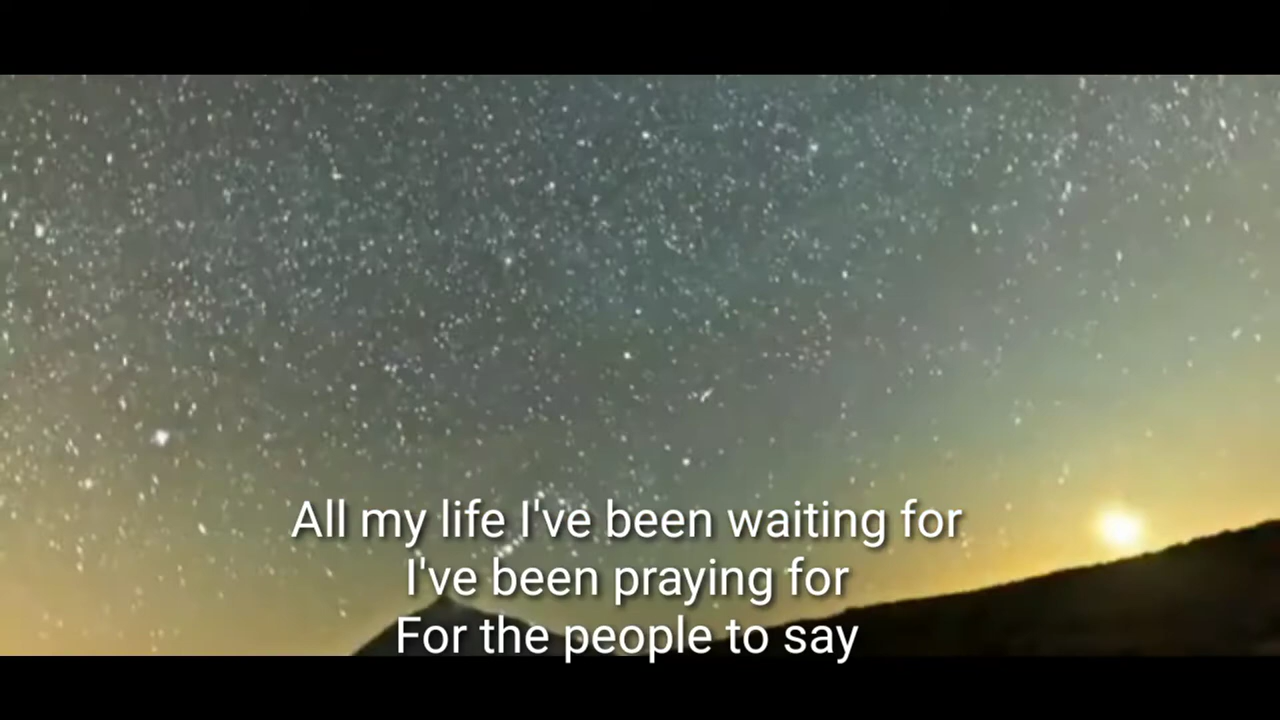 All my life I've been waiting for
I've been praying for
For the people to say